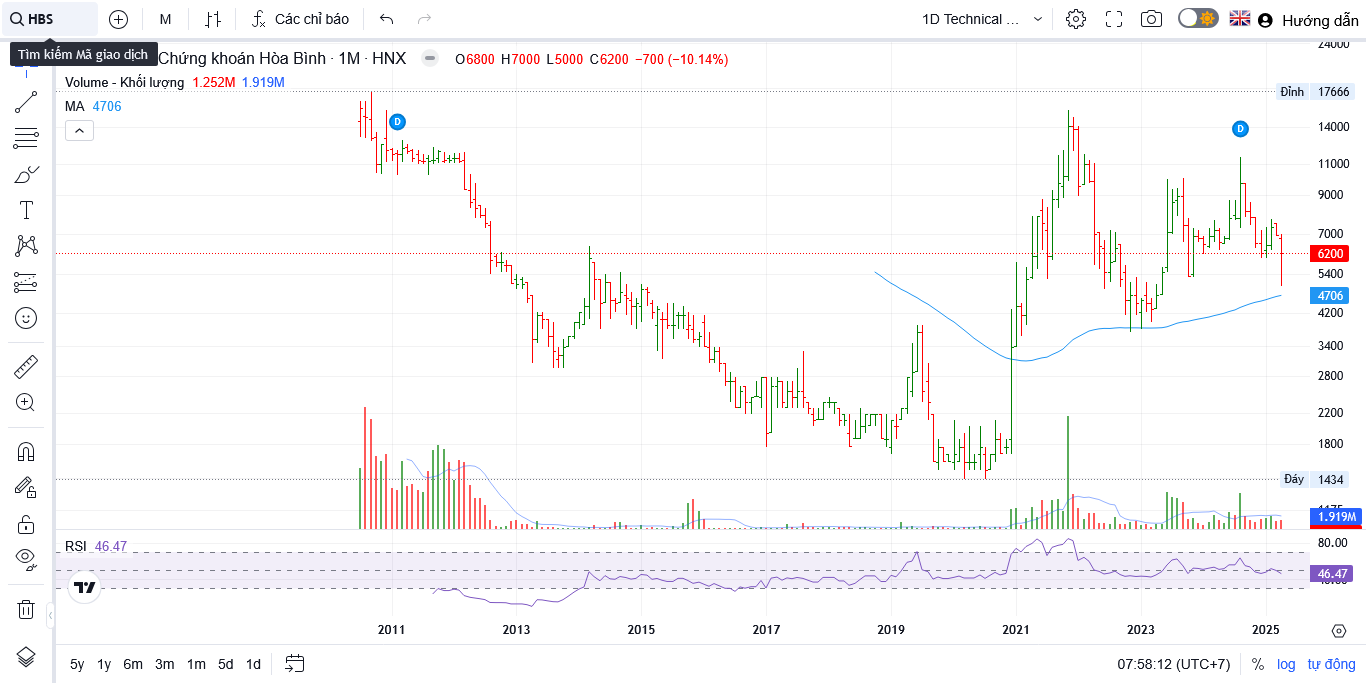 HBS
M
Các chỉ báo
1D Technical ...
Hướng dẫn
Tìm kiếm Mã giao dịch
Chứng khoán Hòa Bình · 1M · HNX
O6800 H7000 L5000 C6200 −700 (−10.14%)
Volume - Khối lượng 1.252M 1.919M
MA 4706
D
D
24000
Đỉnh 17666
14000
11000
9000
7000
6200
5400
4706
4200
3400
2800
2200
1800
Đáy 1434
1.919M
RSI 46.47
80.00
46.47
2011
2013
2015
2017
2019
2021
2023
2025
5y 1y 6m 3m 1m 5d 1d
07:58:12 (UTC+7)
% log tự động